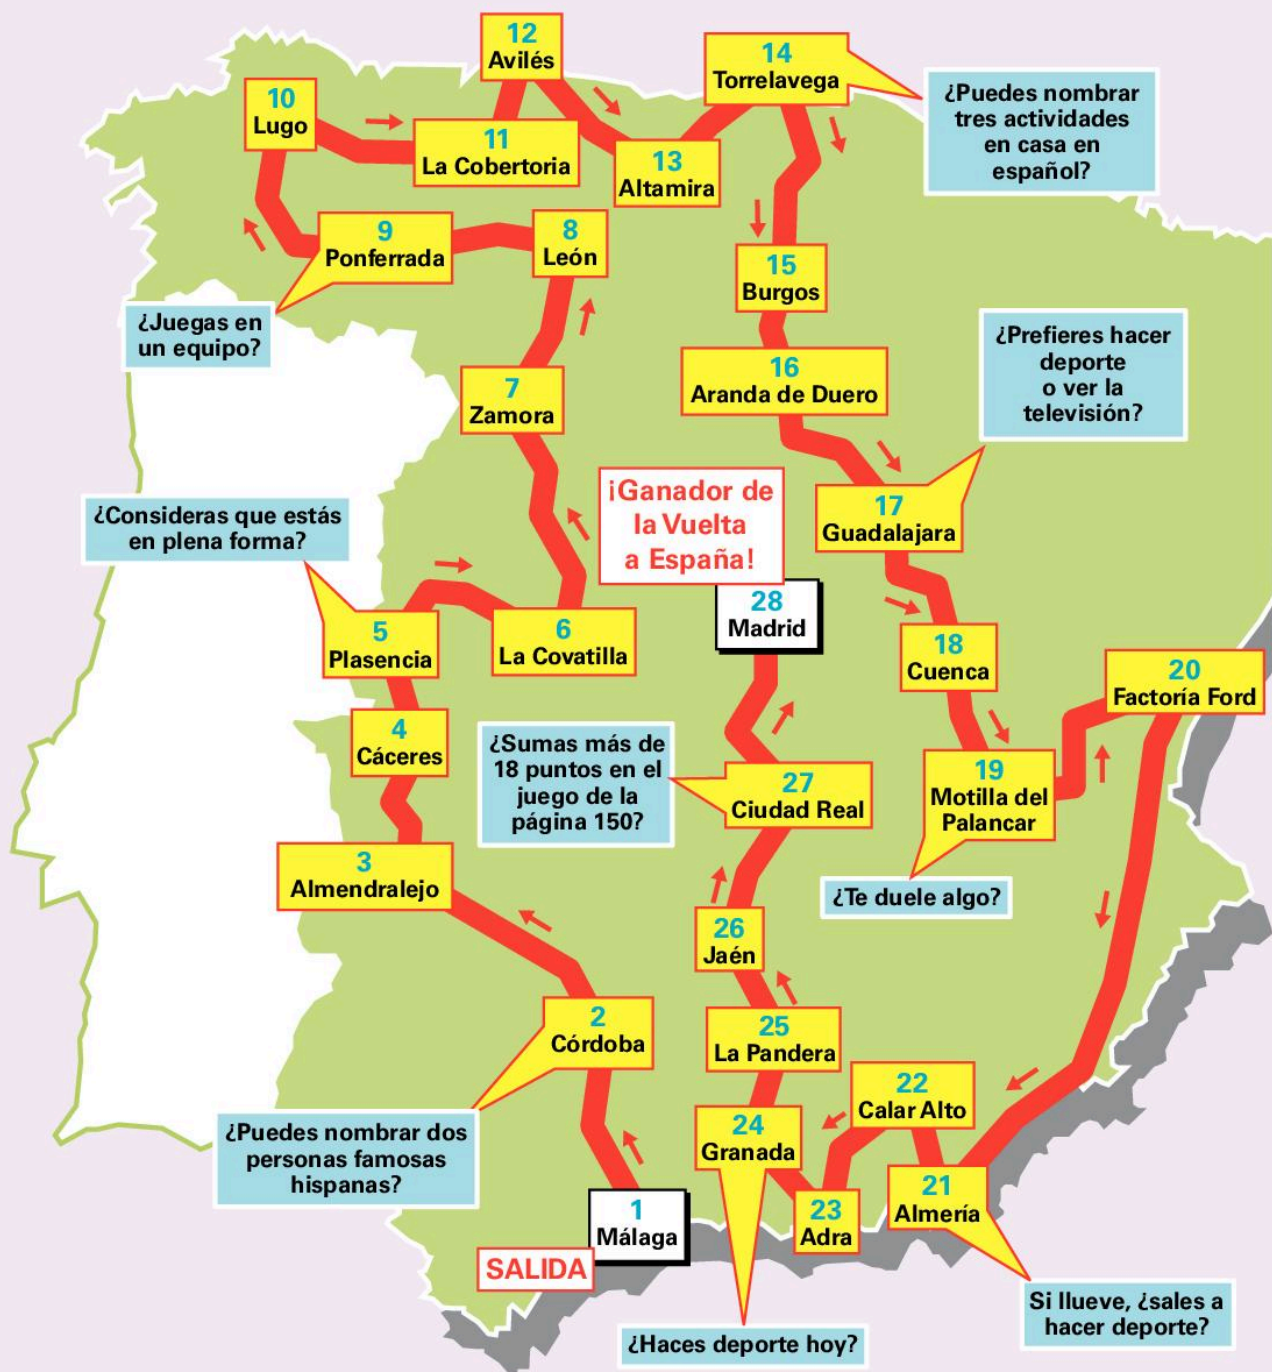 12
Avilés
14
Torrelavega
¿Puedes nombrar
tres actividades
en casa en
español?
10
Lugo
11
La Cobertoria
13
Altamira
9
Ponferrada
8
León
15
Burgos
¿Juegas en
un equipo?
¿Prefieres hacer
deporte
o ver la
televisión?
16
Aranda de Duero
7
Zamora
¡Ganador de
la Vuelta
a España!
17
Guadalajara
¿Consideras que estás
en plena forma?
28
Madrid
5
Plasencia
6
La Covatilla
18
Cuenca
20
Factoría Ford
4
Cáceres
¿Sumas más de
18 puntos en el
juego de la
página 150?
27
Ciudad Real
19
Motilla del
Palancar
3
Almendralejo
¿Te duele algo?
26
Jaén
2
Córdoba
25
La Pandera
22
Calar Alto
24
Granada
¿Puedes nombrar dos
personas famosas
hispanas?
21
Almería
1
Málaga
23
Adra
SALIDA
Si llueve, ¿sales a
hacer deporte?
¿Haces deporte hoy?